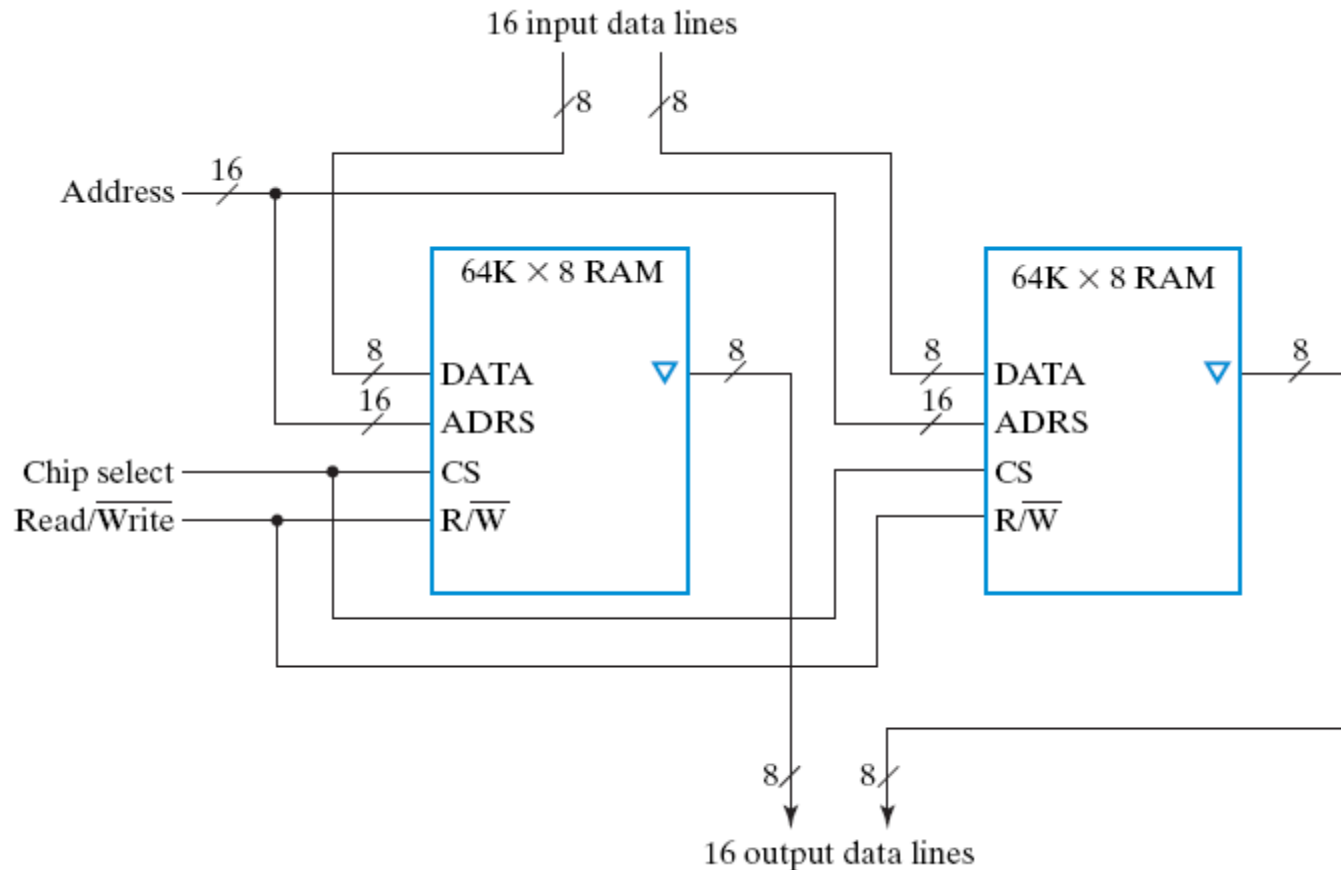 16 input data lines
8 8
16
Address
64K × 8 RAM
8
DATA
16
ADRS
Chip select
CS
Read/W̅r̅i̅t̅e̅
R/W̅
8
64K × 8 RAM
8
DATA
16
ADRS
CS
R/W̅
8
8 8
16 output data lines